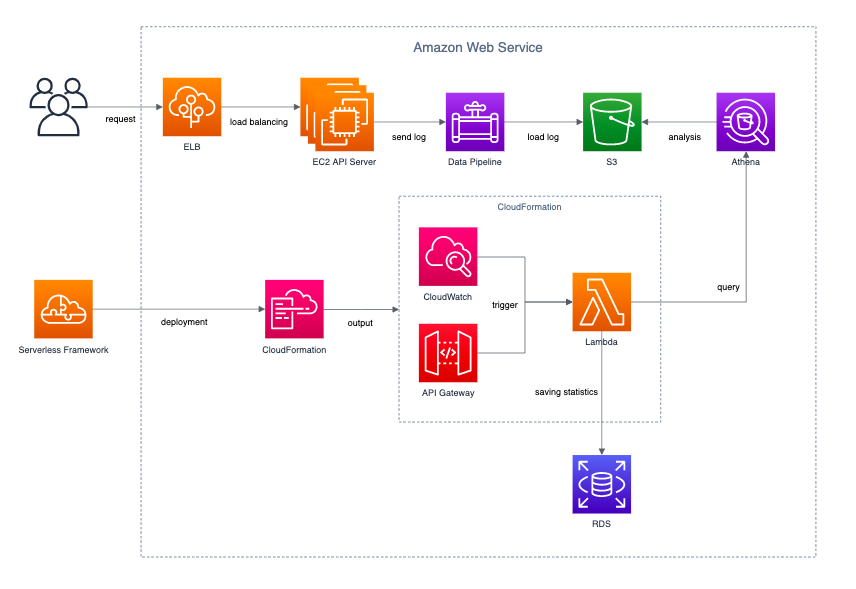 Amazon Web Service
request
ELB
load balancing
EC2 API Server
send log
Data Pipeline
load log
S3
analysis
Athena
CloudFormation
CloudWatch
trigger
API Gateway
Lambda
query
Serverless Framework
deployment
CloudFormation
output
saving statistics
RDS